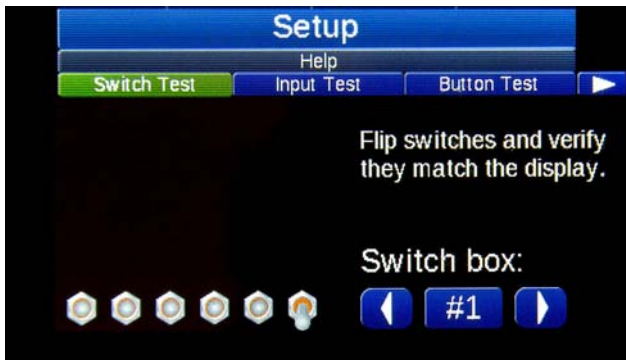 Setup
Help
Switch Test
Input Test
Button Test
Flip switches and verify
they match the display.
Switch box:
#1